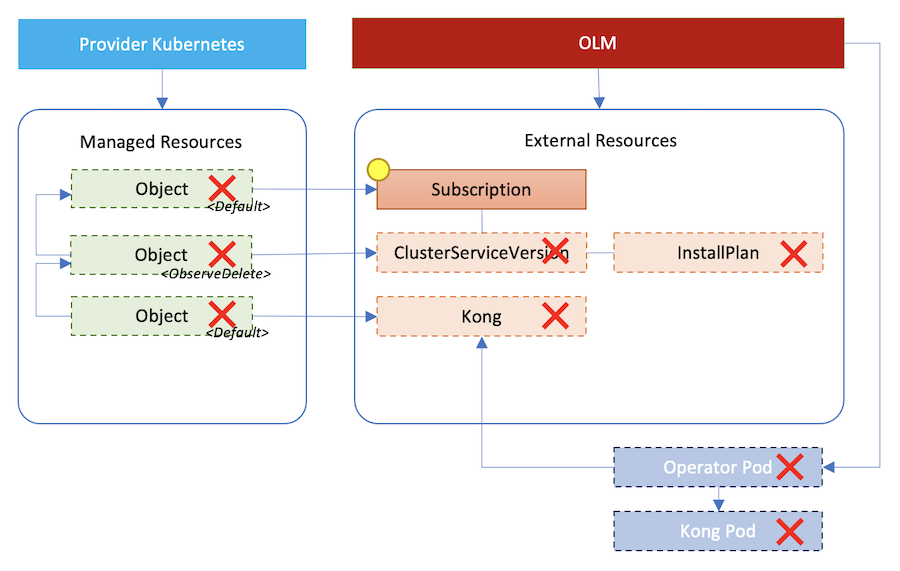 Provider Kubernetes
OLM
Managed Resources
External Resources
Object
<Default>
Subscription
Object
<ObserveDelete>
ClusterServiceVersion
InstallPlan
Object
<Default>
Kong
Operator Pod
Kong Pod